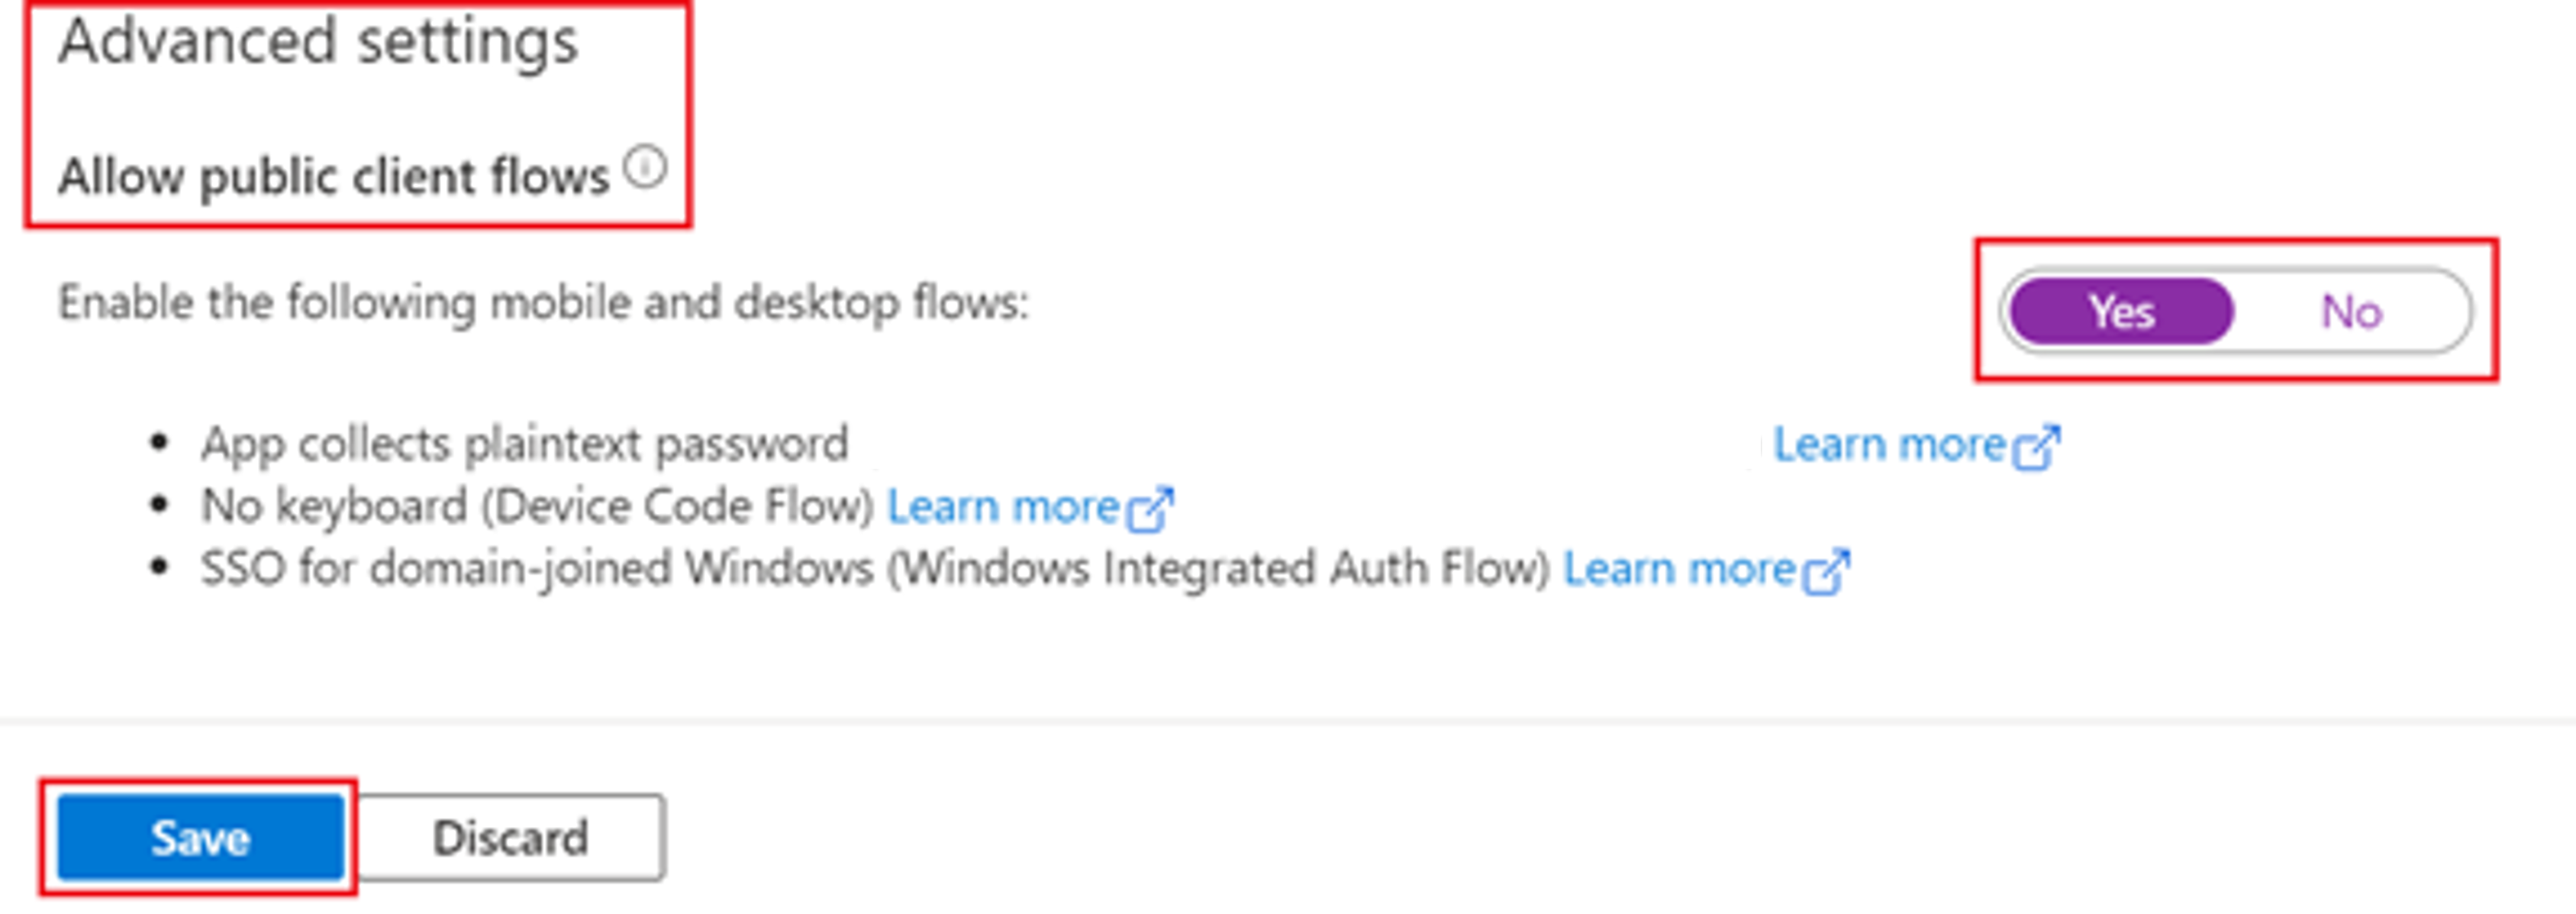 Advanced settings
Allow public client flows
Enable the following mobile and desktop flows:
Yes No
• App collects plaintext password Learn more
• No keyboard (Device Code Flow) Learn more
• SSO for domain-joined Windows (Windows Integrated Auth Flow) Learn more
Save Discard